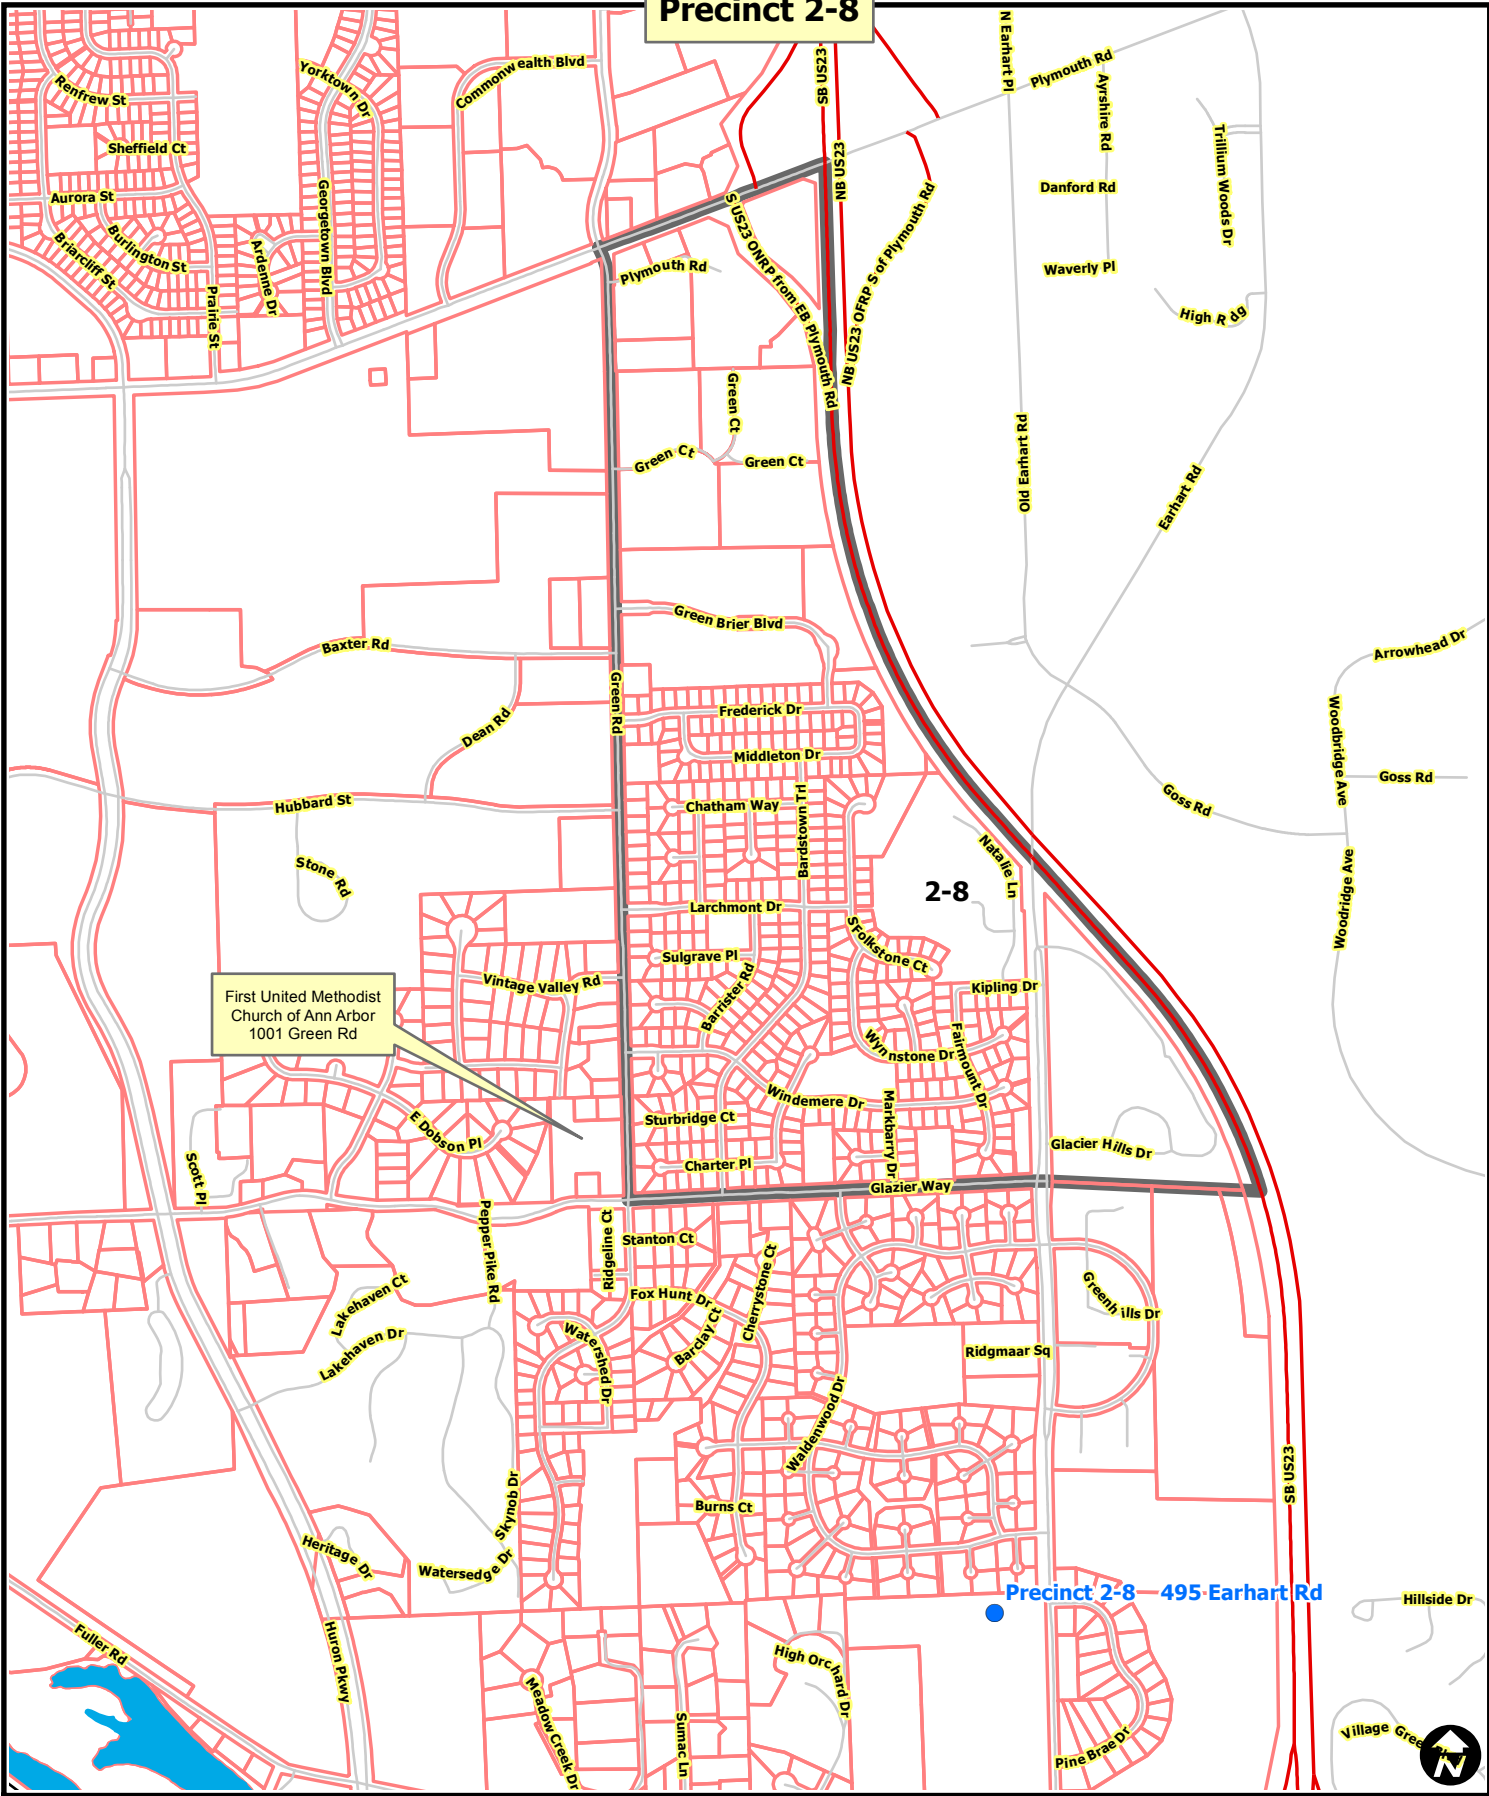 Precinct 2-8
N Earhart Pl
Plymouth Rd
SB US23
Commonwealth Blvd
Yorktown Dr
Renfrew St
Ayrshire Rd
Trillium Woods Dr
Sheffield Ct
NB US23
Danford Rd
Aurora St
Georgetown Blvd
Burlington St
Briarcliff St
Ardenne Dr
Prairie St
Plymouth Rd
S US23 ONRP from EB Plymouth Rd
NB US23 OFRP S of Plymouth Rd
Waverly Pl
High R dg
Green Ct
Green Ct
Green Ct
Old Earhart Rd
Earhart Rd
Green Brier Blvd
Baxter Rd
Arrowhead Dr
Green Rd
Dean Rd
Frederick Dr
Middleton Dr
Woodbridge Ave
Goss Rd
Goss Rd
Hubbard St
Chatham Way
Bardstown Trl
Stone Rd
Natalie Ln
2-8
Woodridge Ave
Larchmont Dr
S Folkstone Ct
Sulgrave Pl
Barrister Rd
Vintage Valley Rd
Kipling Dr
First United Methodist
Church of Ann Arbor
1001 Green Rd
Wynnstone Dr
Fairmount Dr
Windemere Dr
Markbarry Dr
E Dobson Pl
Sturbridge Ct
Glacier Hills Dr
Scott Pl
Charter Pl
Glazier Way
Pepper Pike Rd
Ridgeline Ct
Stanton Ct
Cherrystone Ct
Lakehaven Ct
Fox Hunt Dr
Greenhills Dr
Lakehaven Dr
Watershed Dr
Barclay Ct
Ridgmaar Sq
Waldenwood Dr
SB US23
Skynob Dr
Burns Ct
Heritage Dr
Watersedge Dr
Precinct 2-8 495 Earhart Rd
Hillside Dr
Fuller Rd
Huron Pkwy
High Orchard Dr
Meadow Creek Dr
Sumac Ln
Pine Brae Dr
Village Gree
N